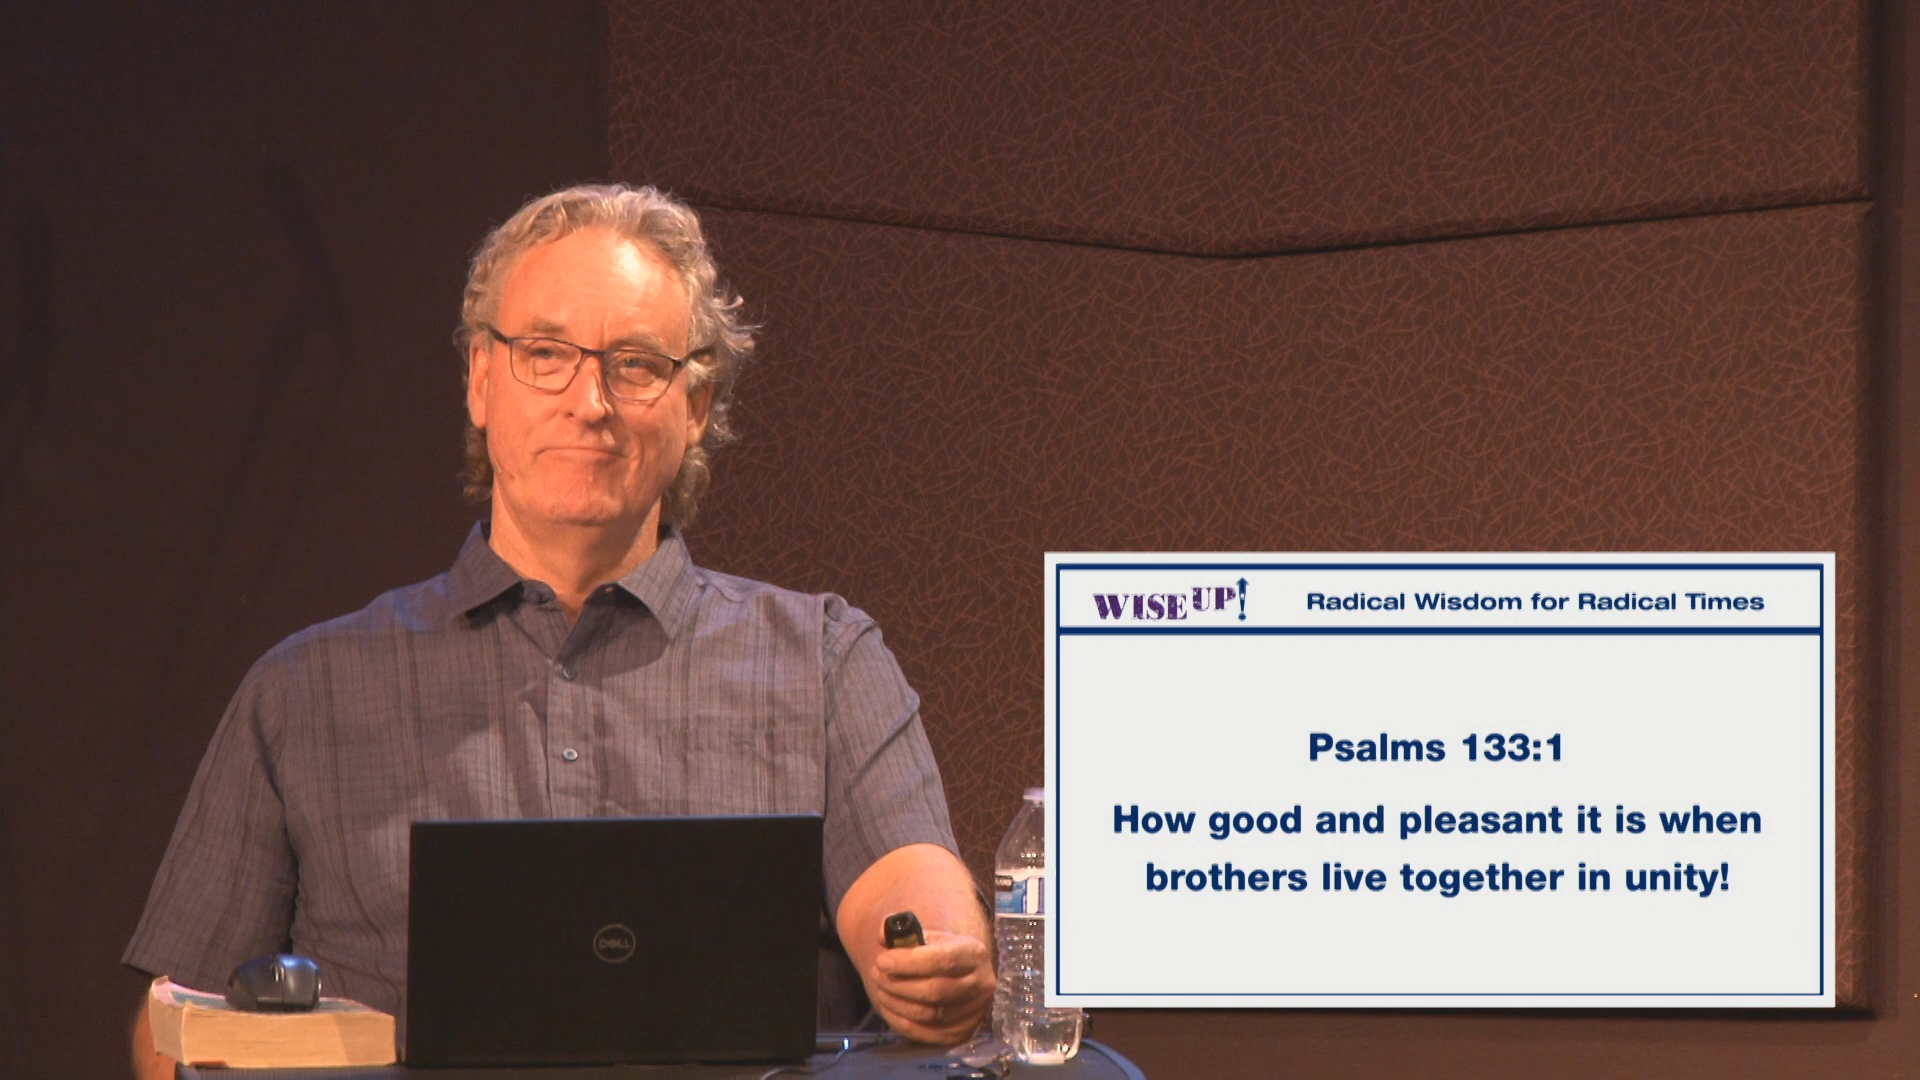 WISE UP!
Radical Wisdom for Radical Times
Psalms 133:1
How good and pleasant it is when
brothers live together in unity!
DELL